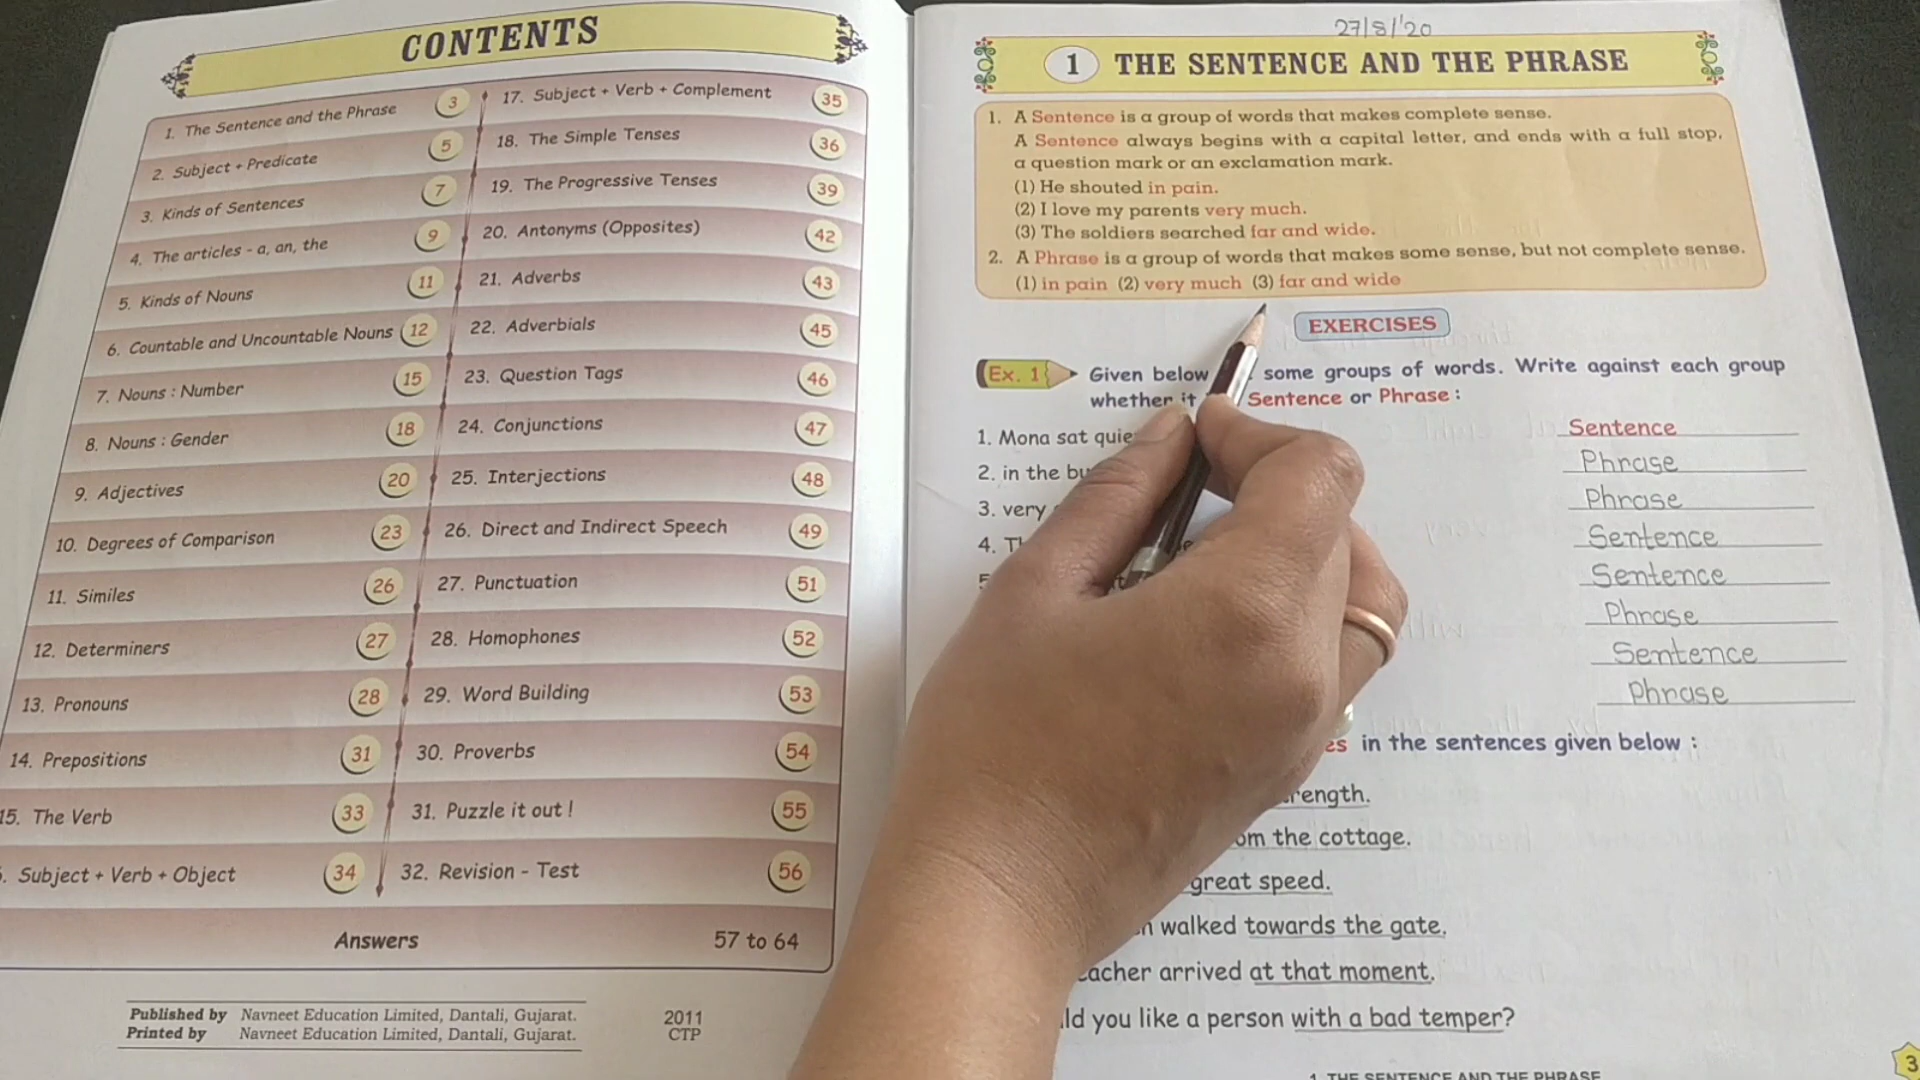 CONTENTS
1. The Sentence and the Phrase 3
2. Subject + Predicate 5
3. Kinds of Sentences 7
4. The articles - a, an, the 9
5. Kinds of Nouns 11
6. Countable and Uncountable Nouns 12
7. Nouns : Number 15
8. Nouns : Gender 18
9. Adjectives 20
10. Degrees of Comparison 23
11. Similes 26
12. Determiners 27
13. Pronouns 28
14. Prepositions 31
15. The Verb 33
. Subject + Verb + Object 34
17. Subject + Verb + Complement 35
18. The Simple Tenses 36
19. The Progressive Tenses 39
20. Antonyms (Opposites) 42
21. Adverbs 43
22. Adverbials 45
23. Question Tags 46
24. Conjunctions 47
25. Interjections 48
26. Direct and Indirect Speech 49
27. Punctuation 51
28. Homophones 52
29. Word Building 53
30. Proverbs 54
31. Puzzle it out ! 55
32. Revision - Test 56
Answers 57 to 64
Published by Navneet Education Limited, Dantali, Gujarat. 2011
Printed by Navneet Education Limited, Dantali, Gujarat. CTP
27/8/'20
1 THE SENTENCE AND THE PHRASE
1. A Sentence is a group of words that makes complete sense.
A Sentence always begins with a capital letter, and ends with a full stop,
a question mark or an exclamation mark.
(1) He shouted in pain.
(2) I love my parents very much.
(3) The soldiers searched far and wide.
2. A Phrase is a group of words that makes some sense, but not complete sense.
(1) in pain (2) very much (3) far and wide
EXERCISES
Ex. 1 Given below some groups of words. Write against each group
whether it Sentence or Phrase :
1. Mona sat Sentence
2. in the Phrase
3. very Phrase
4. Sentence
Sentence
Phrase
Sentence
Phrase
in the sentences given below :
the cottage.
great speed.
walked towards the gate.
arrived at that moment.
you like a person with a bad temper?
1. THE SENTENCE AND THE PHRASE
3